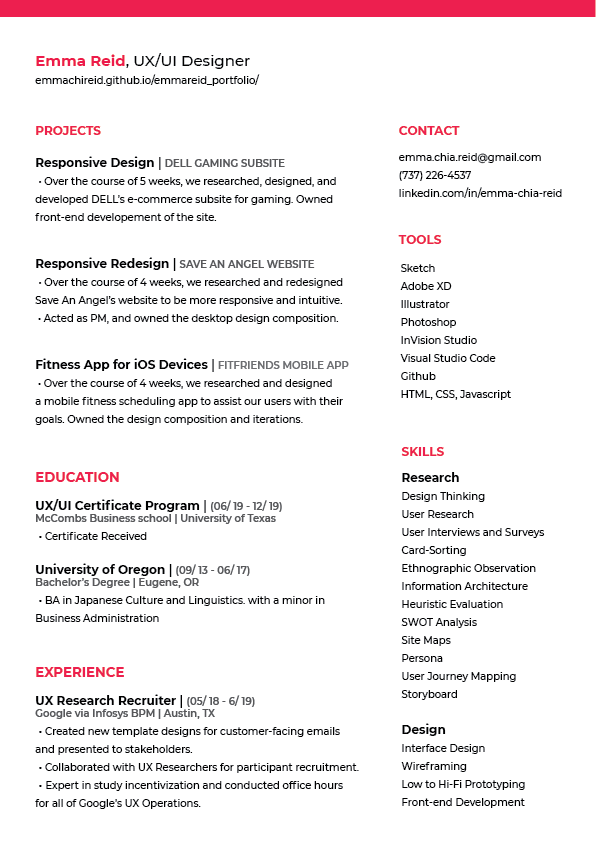 Emma Reid, UX/UI Designer
emmachireid.github.io/emmareid_portfolio/
PROJECTS
Responsive Design | DELL GAMING SUBSITE
• Over the course of 5 weeks, we researched, designed, and
developed DELL's e-commerce subsite for gaming. Owned
front-end developement of the site.
Responsive Redesign | SAVE AN ANGEL WEBSITE
• Over the course of 4 weeks, we researched and redesigned
Save An Angel's website to be more responsive and intuitive.
• Acted as PM, and owned the desktop design composition.
Fitness App for iOS Devices | FITFRIENDS MOBILE APP
• Over the course of 4 weeks, we researched and designed
a mobile fitness scheduling app to assist our users with their
goals. Owned the design composition and iterations.
EDUCATION
UX/UI Certificate Program | (06/ 19 - 12/ 19)
McCombs Business school | University of Texas
• Certificate Received
University of Oregon | (09/ 13 - 06/ 17)
Bachelor's Degree | Eugene, OR
• BA in Japanese Culture and Linguistics. with a minor in
Business Administration
EXPERIENCE
UX Research Recruiter | (05/ 18 - 6/ 19)
Google via Infosys BPM | Austin, TX
• Created new template designs for customer-facing emails
and presented to stakeholders.
• Collaborated with UX Researchers for participant recruitment.
• Expert in study incentivization and conducted office hours
for all of Google's UX Operations.
CONTACT
emma.chia.reid@gmail.com
(737) 226-4537
linkedin.com/in/emma-chia-reid
TOOLS
Sketch
Adobe XD
Illustrator
Photoshop
InVision Studio
Visual Studio Code
Github
HTML, CSS, Javascript
SKILLS
Research
Design Thinking
User Research
User Interviews and Surveys
Card-Sorting
Ethnographic Observation
Information Architecture
Heuristic Evaluation
SWOT Analysis
Site Maps
Persona
User Journey Mapping
Storyboard
Design
Interface Design
Wireframing
Low to Hi-Fi Prototyping
Front-end Development